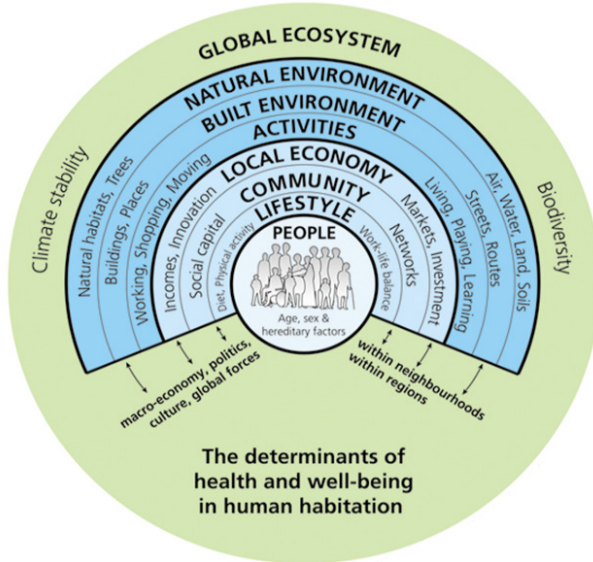 GLOBAL ECOSYSTEM
NATURAL ENVIRONMENT
BUILT ENVIRONMENT
ACTIVITIES
LOCAL ECONOMY
COMMUNITY
LIFESTYLE
PEOPLE
Age, sex &
hereditary factors
Climate stability
Natural habitats, Trees
Buildings, Places
Working, Shopping, Moving
Incomes, Innovation
Social capital
Diet, Physical activity
Work-life balance
Networks
Markets, Investment
Living, Playing, Learning
Streets, Routes
Air, Water, Land, Soils
Biodiversity
macro-economy, politics,
culture, global forces
within neighbourhoods
within regions
The determinants of
health and well-being
in human habitation